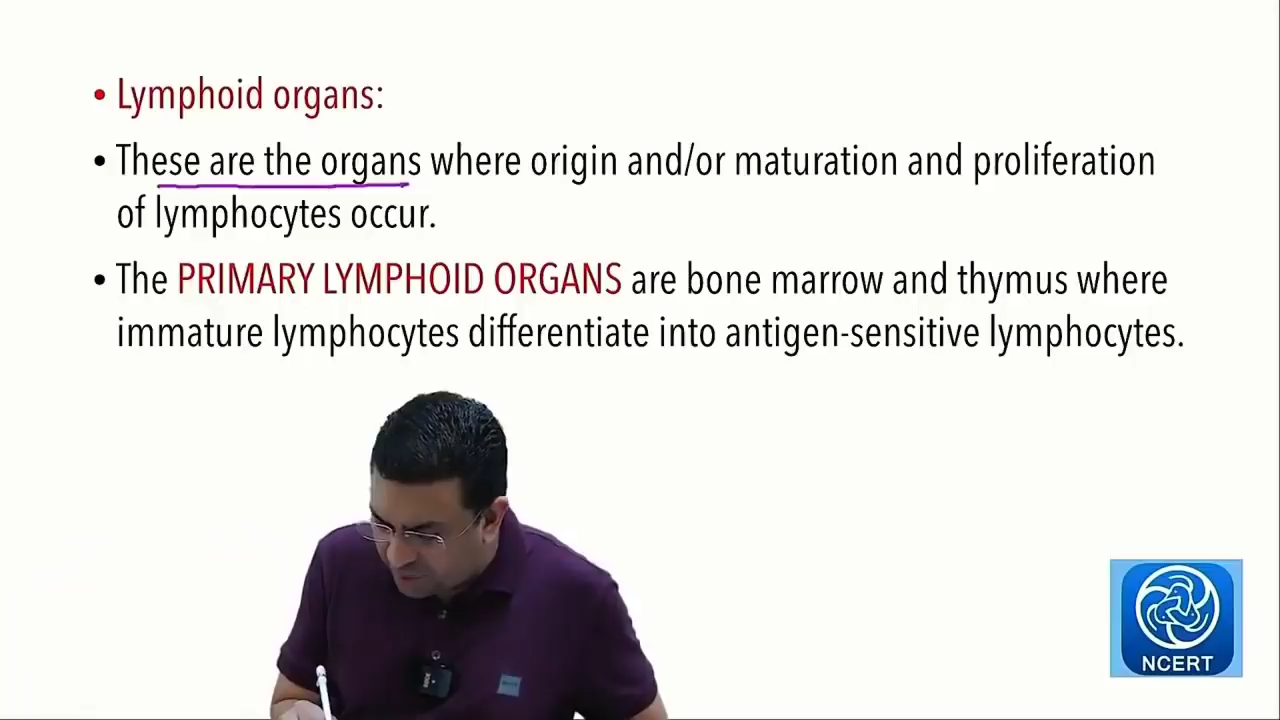 • Lymphoid organs:
• These are the organs where origin and/or maturation and proliferation
of lymphocytes occur.
• The PRIMARY LYMPHOID ORGANS are bone marrow and thymus where
immature lymphocytes differentiate into antigen-sensitive lymphocytes.
NCERT